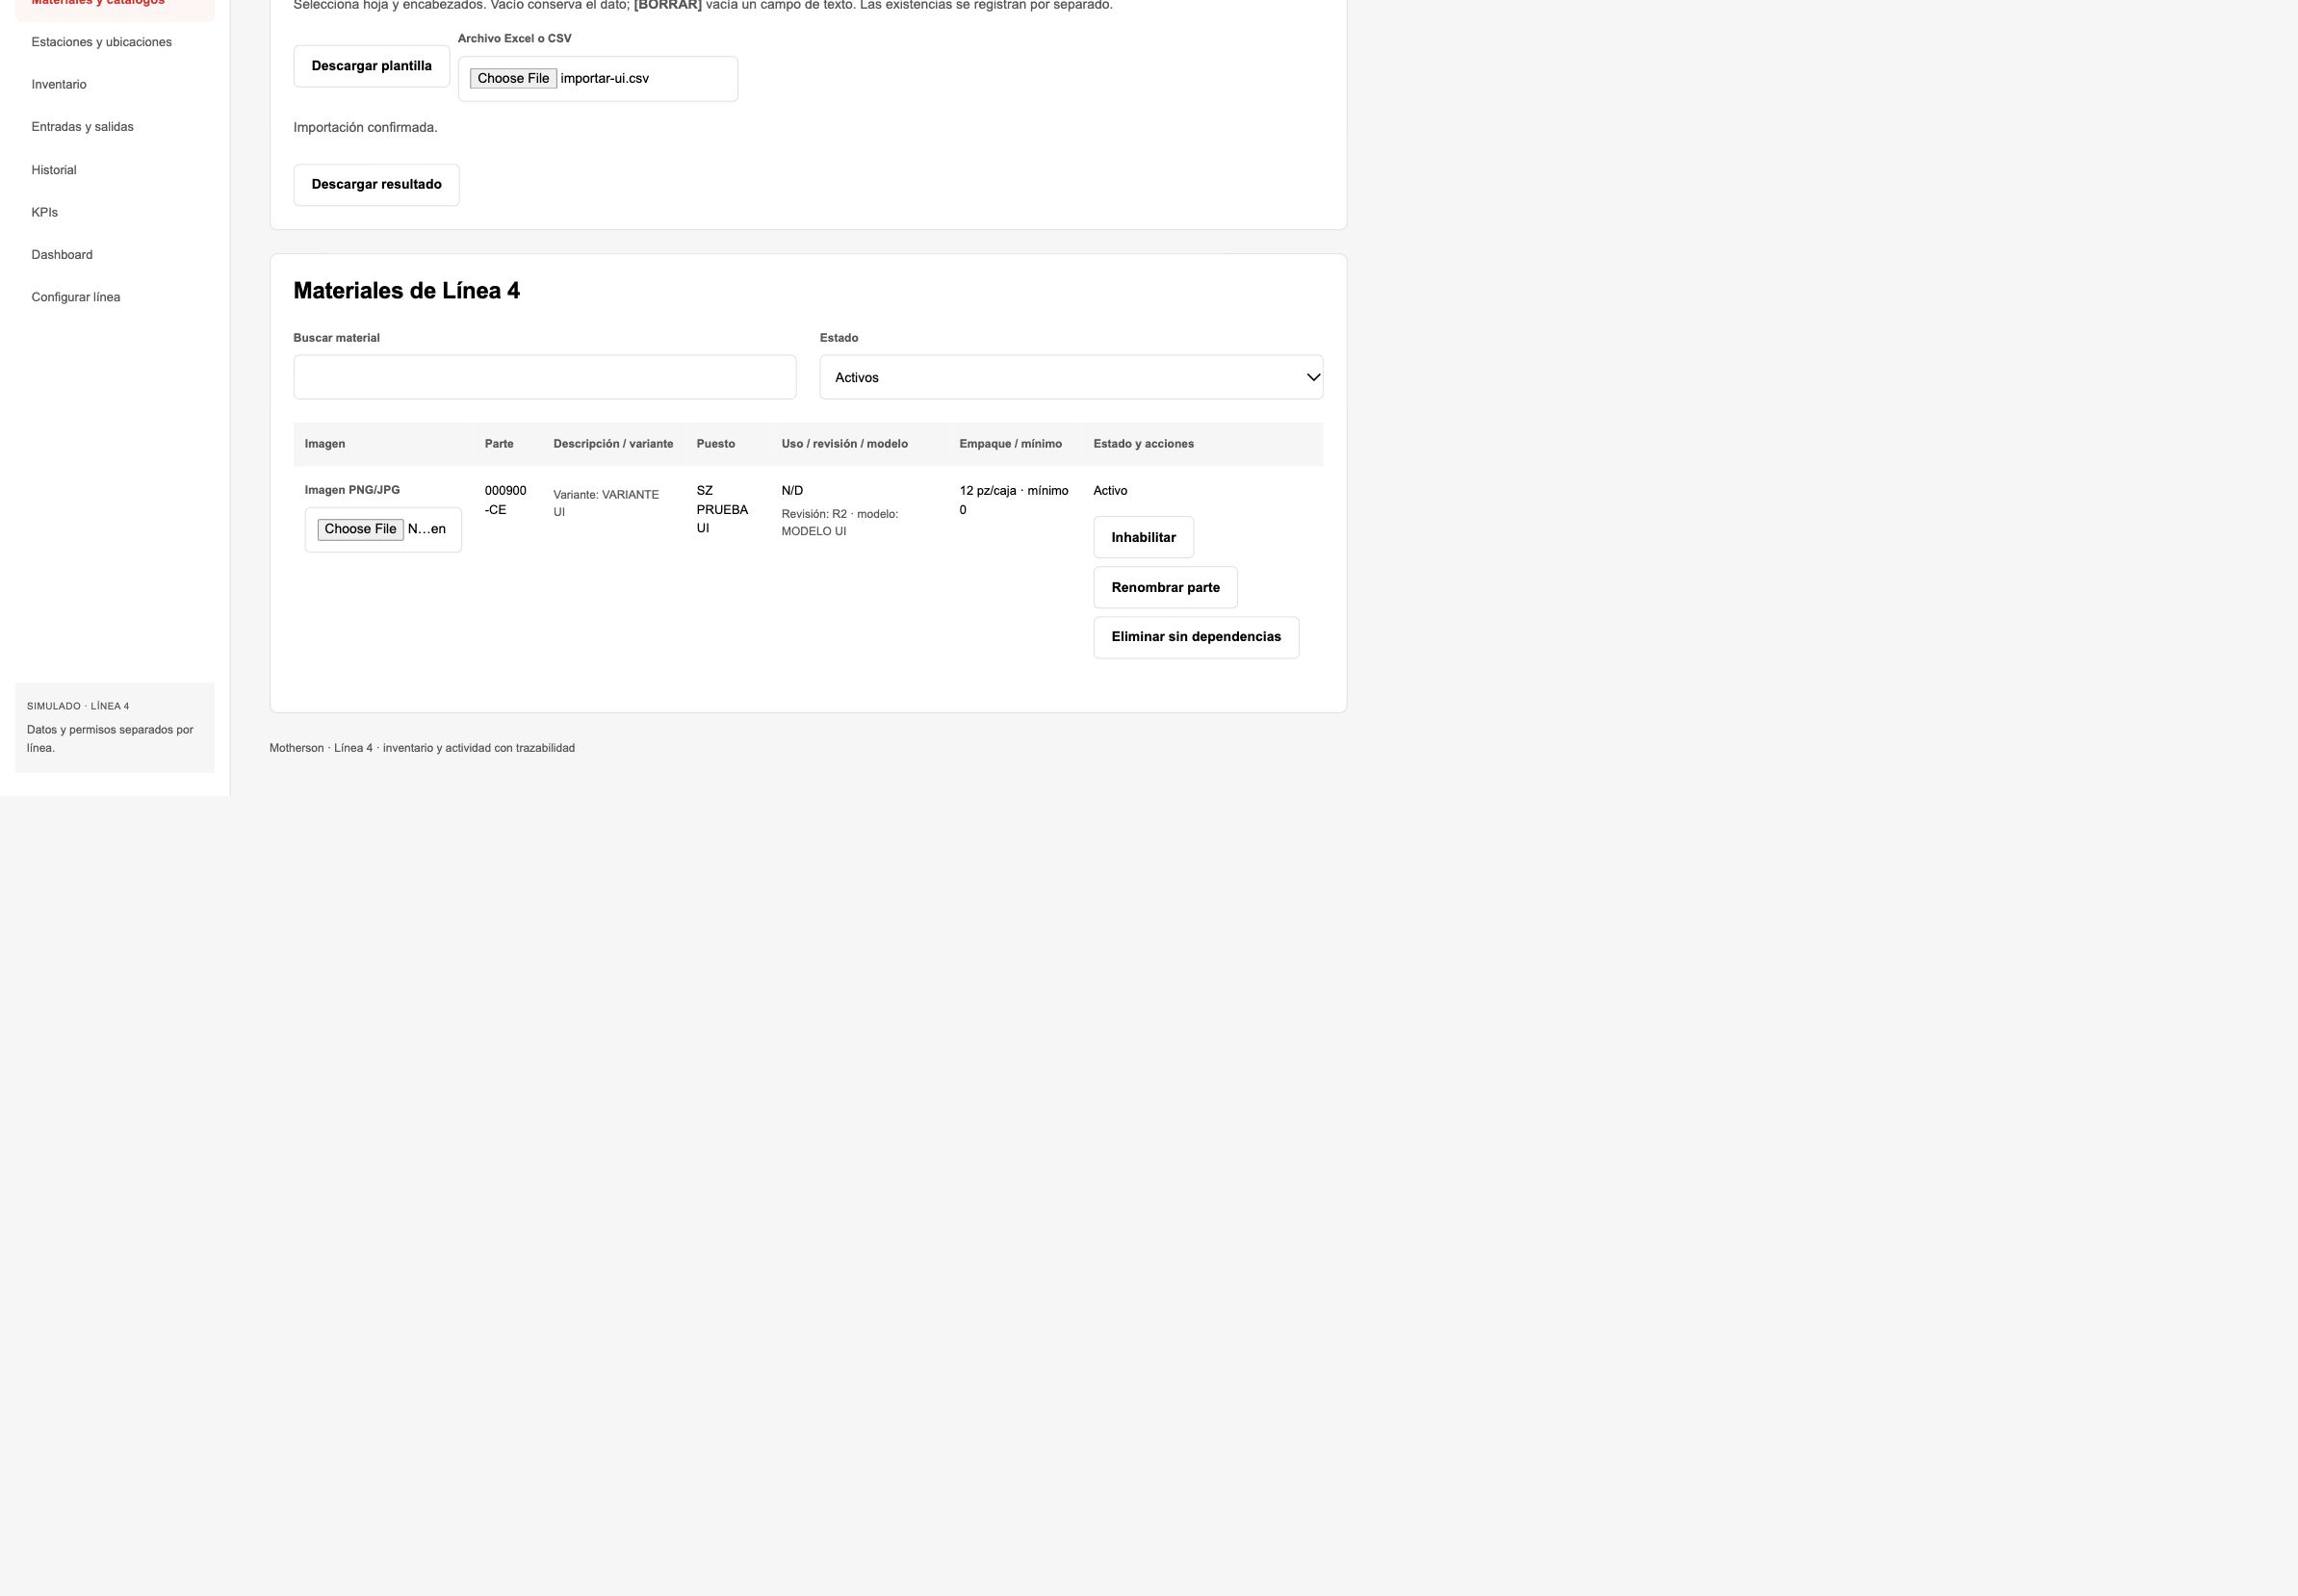 Materiales y catálogos
Estaciones y ubicaciones
Inventario
Entradas y salidas
Historial
KPIs
Dashboard
Configurar línea
SIMULADO · LÍNEA 4
Datos y permisos separados por
línea.
Selecciona hoja y encabezados. Vacío conserva el dato; [BORRAR] vacía un campo de texto. Las existencias se registran por separado.
Archivo Excel o CSV
Descargar plantilla
Choose File importar-ui.csv
Importación confirmada.
Descargar resultado
Materiales de Línea 4
Buscar material
Estado
Activos
Imagen Parte Descripción / variante Puesto Uso / revisión / modelo Empaque / mínimo Estado y acciones
Imagen PNG/JPG
Choose File N...en
000900
-CE
Variante: VARIANTE
UI
SZ
PRUEBA
UI
N/D
Revisión: R2 · modelo:
MODELO UI
12 pz/caja · mínimo
0
Activo
Inhabilitar
Renombrar parte
Eliminar sin dependencias
Motherson · Línea 4 · inventario y actividad con trazabilidad